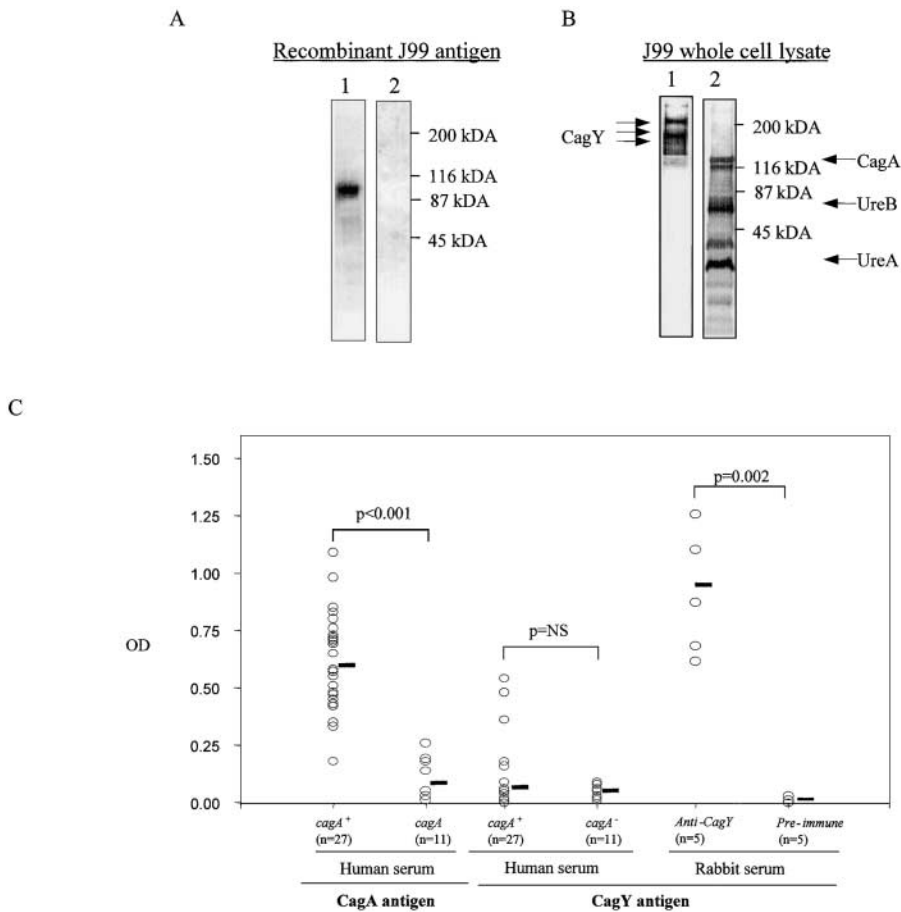 A
B
Recombinant J99 antigen
J99 whole cell lysate
1 2
1 2
200 kDA
116 kDA
87 kDA
45 kDA
CagY
200 kDA
116 kDA
87 kDA
45 kDA
CagA
UreB
UreA
C
OD
1.50
1.25
1.00
0.75
0.50
0.25
0.00
p<0.001
p=NS
p=0.002
cagA+ cagA cagA+ cagA- Anti-CagY Pre-immune
(n=27) (n=11) (n=27) (n=11) (n=5) (n=5)
Human serum Human serum Rabbit serum
CagA antigen CagY antigen